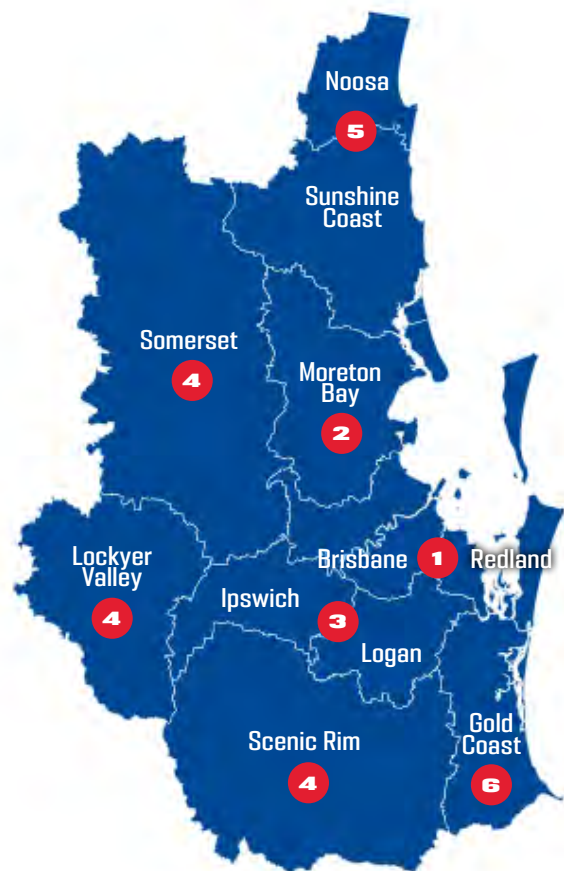 Noosa
5
Sunshine
Coast
Somerset
4
Moreton
Bay
2
Lockyer
Valley
4
Brisbane 1 Redland
Ipswich
3
Logan
Scenic Rim
4
Gold
Coast
6